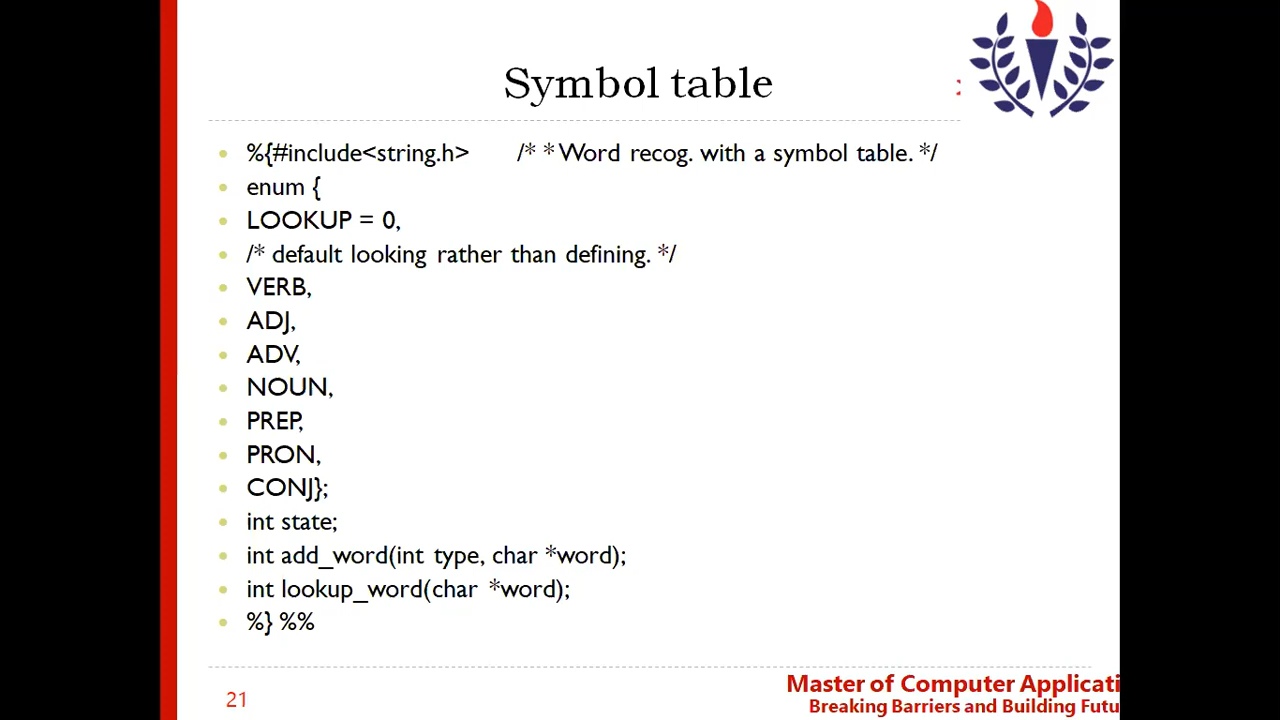 Symbol table
%{#include<string.h> /* * Word recog. with a symbol table. */
enum {
LOOKUP = 0,
/* default looking rather than defining. */
VERB,
ADJ,
ADV,
NOUN,
PREP,
PRON,
CONJ};
int state;
int add_word(int type, char *word);
int lookup_word(char *word);
%} %%
21
Master of Computer Applicati
Breaking Barriers and Building Futu